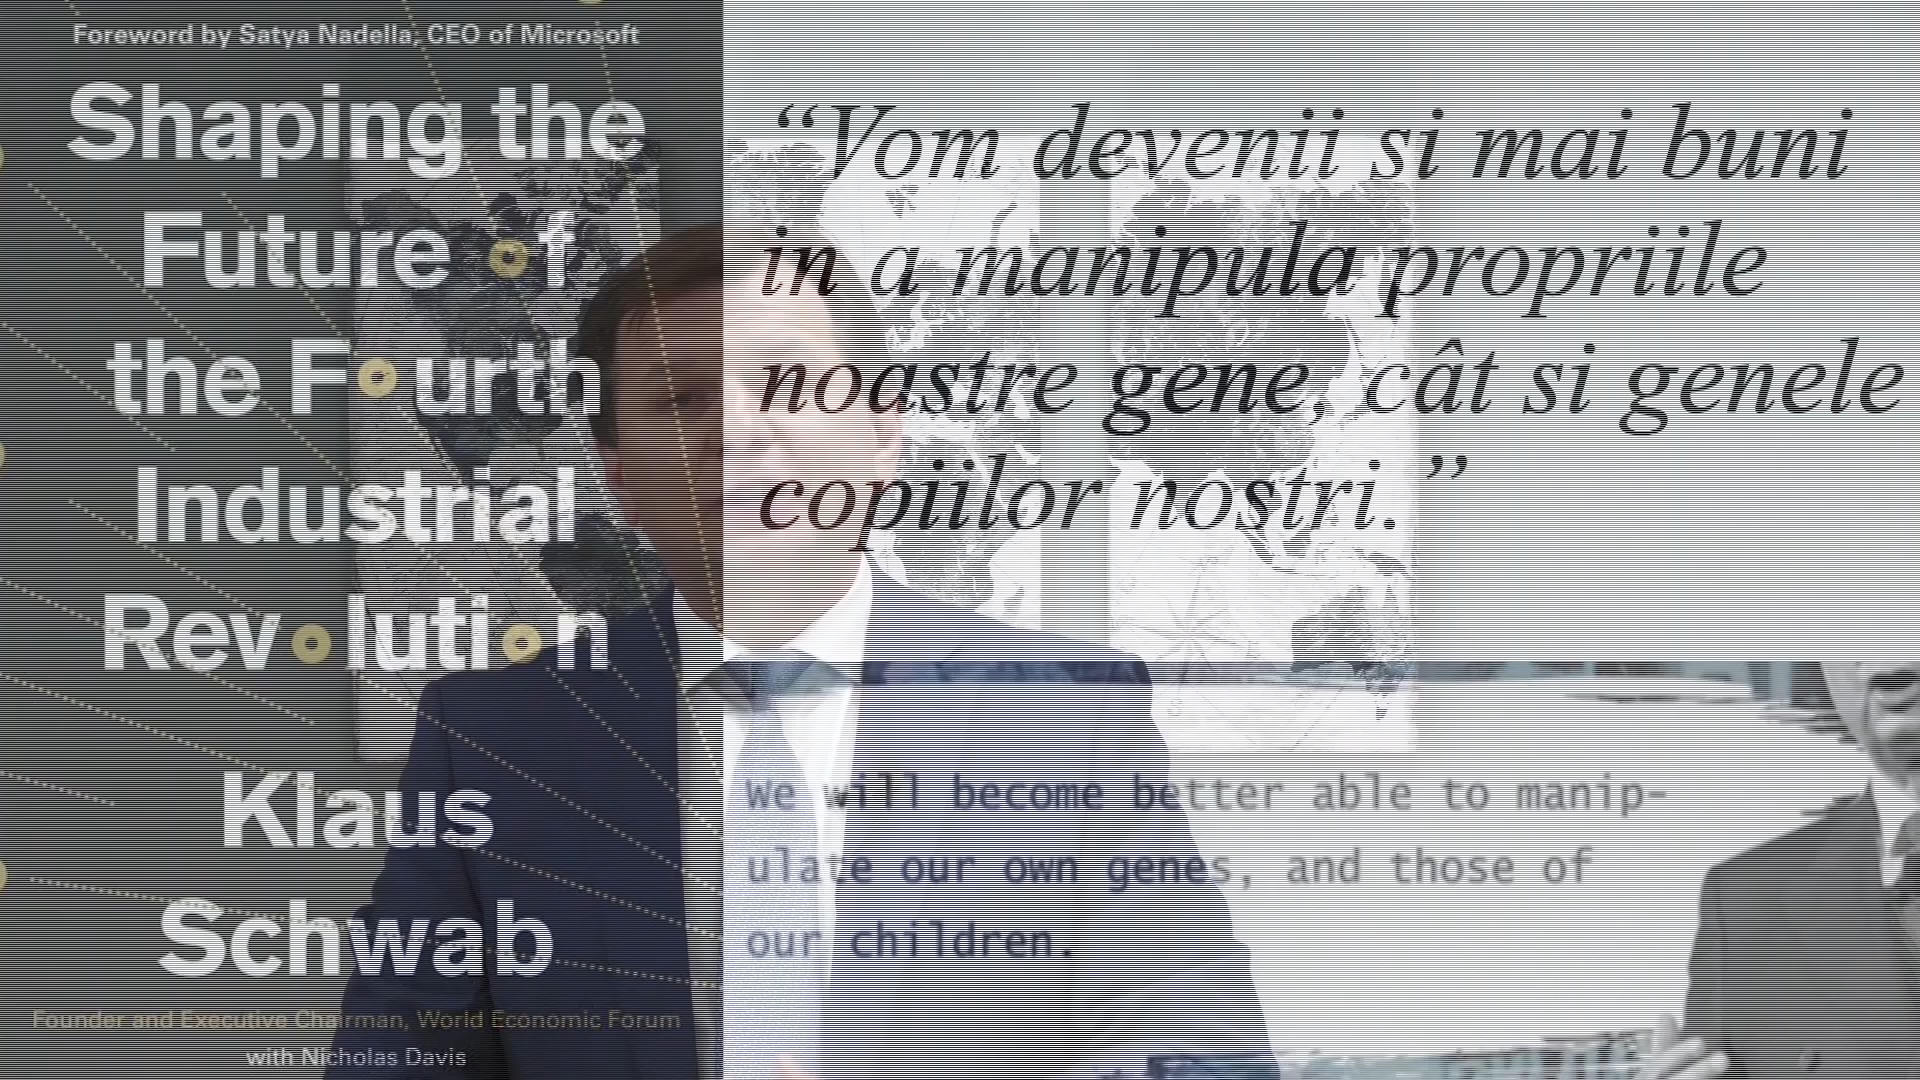 Foreword by Satya Nadella, CEO of Microsoft
Shaping the
Future of
the Fourth
Industrial
Revolution
Klaus
Schwab
Founder and Executive Chairman, World Economic Forum
with Nicholas Davis
“Vom devenii si mai buni
in a manipula propriile
noastre gene, cât si genele
copiilor nostri.”
We will become better able to manip-
ulate our own genes, and those of
our children.